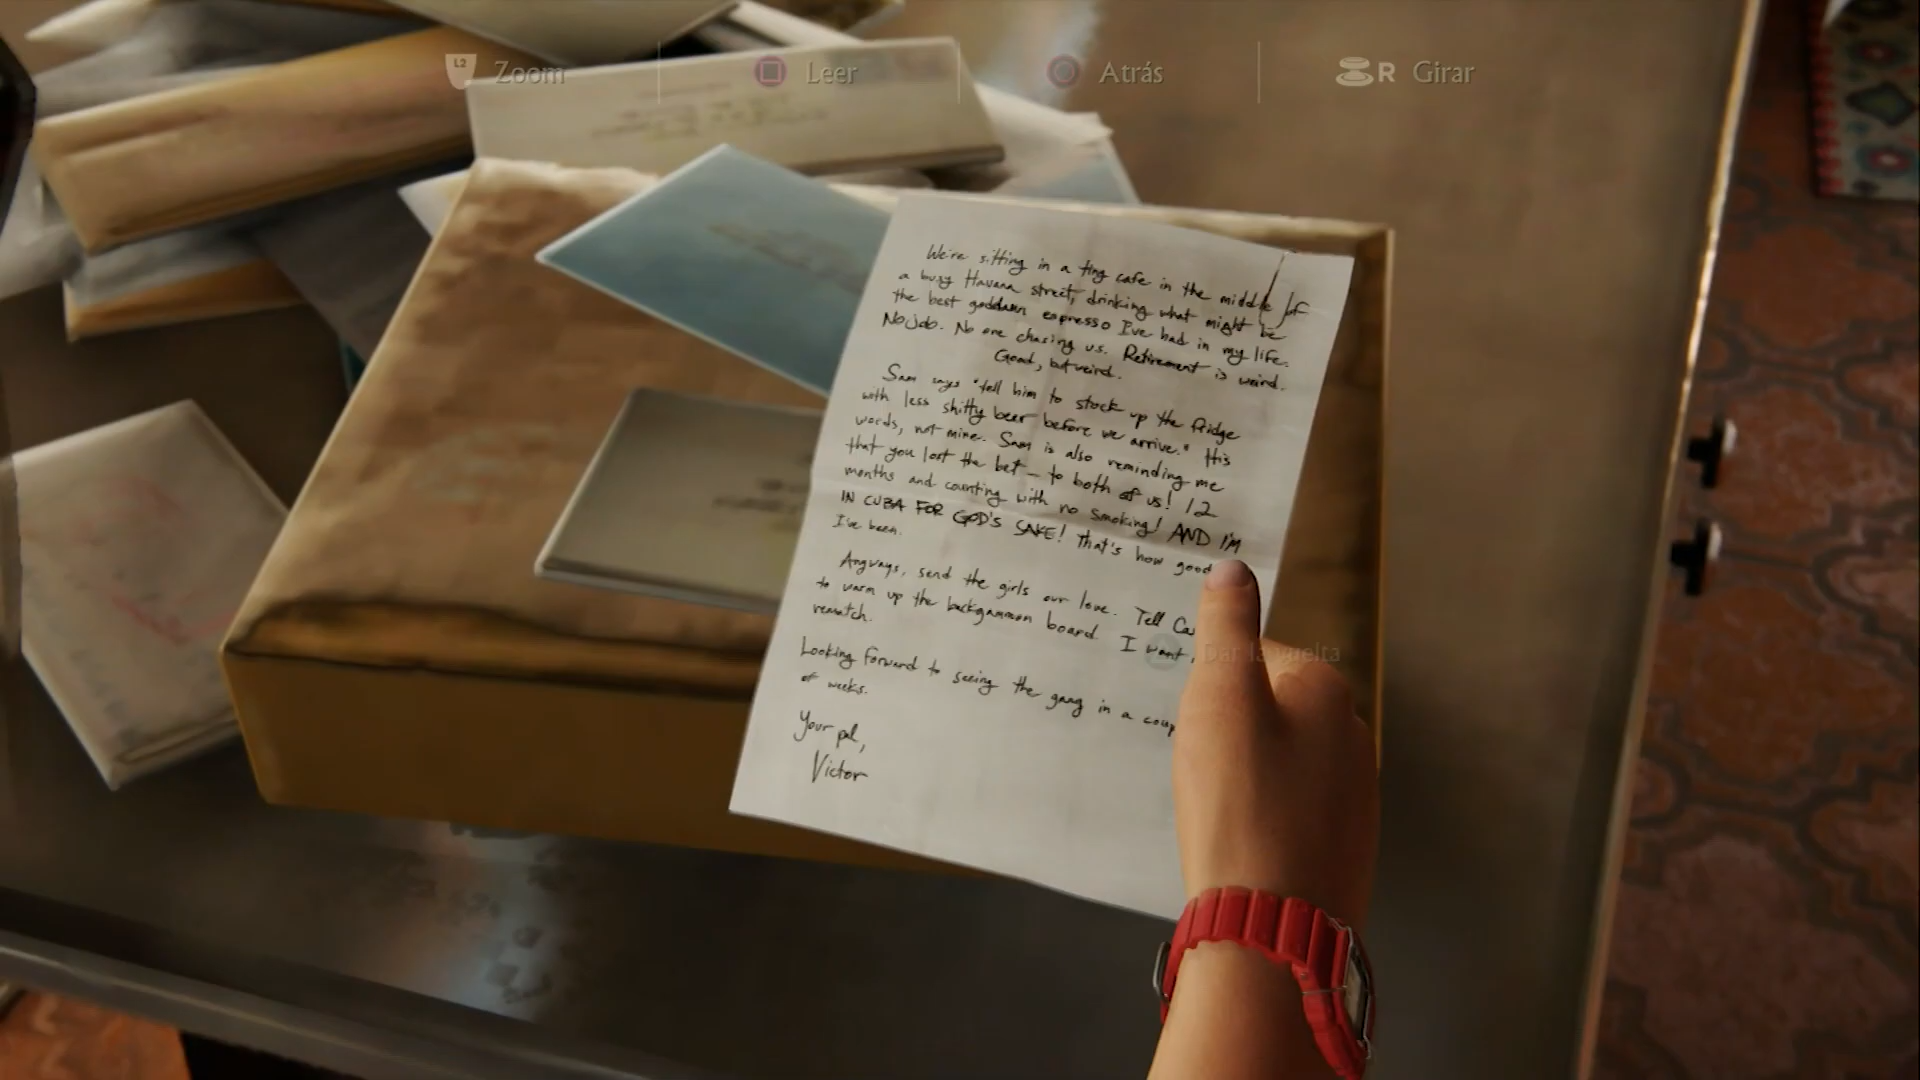 L2 Zoom
Leer
Atrás
R Girar
We're sitting in a tiny cafe in the middle of
a busy Havana street, drinking what might be
the best goddamn espresso I've had in my life.
No job. No one chasing us. Retirement is weird.
Good, but weird.
Sam says "tell him to stock up the fridge
with less shitty beer before we arrive." His
words, not mine. Sam is also reminding me
that you lost the bet - to both of us! 12
months and counting with no smoking! AND I'M
IN CUBA FOR GOD'S SAKE! That's how good
I've been.
Anyways, send the girls our love. Tell
to warm up the backgammon board. I want
rematch.
Looking forward to seeing the gang in a
of weeks.
Your pal,
Victor
Dar la vuelta